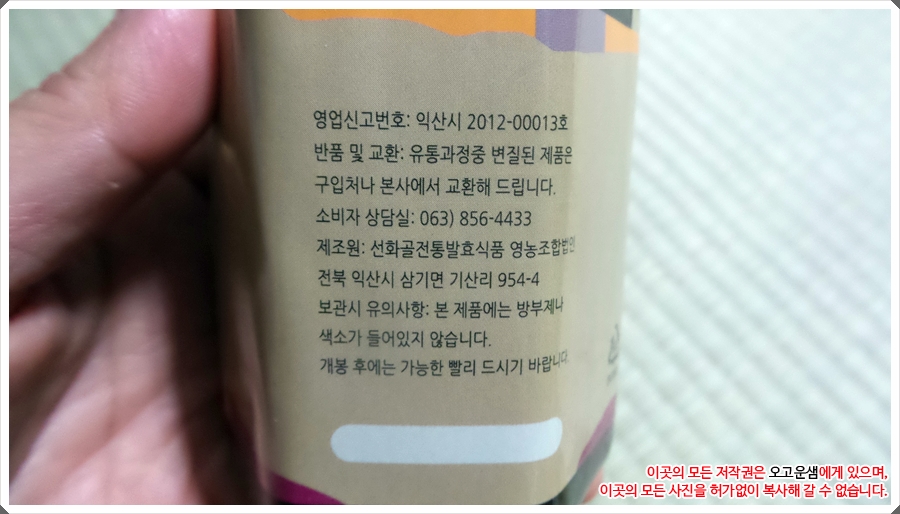 영업신고번호: 익산시 2012-00013호
반품 및 교환: 유통과정중 변질된 제품은
구입처나 본사에서 교환해 드립니다.
소비자 상담실: 063) 856-4433
제조원: 선화골전통발효식품 영농조합법인
전북 익산시 삼기면 기산리 954-4
보관시 유의사항: 본 제품에는 방부제나
색소가 들어있지 않습니다.
개봉 후에는 가능한 빨리 드시기 바랍니다.
이곳의 모든 저작권은 오고운샘에게 있으며,
이곳의 모든 사진을 허가없이 복사해 갈 수 없습니다.